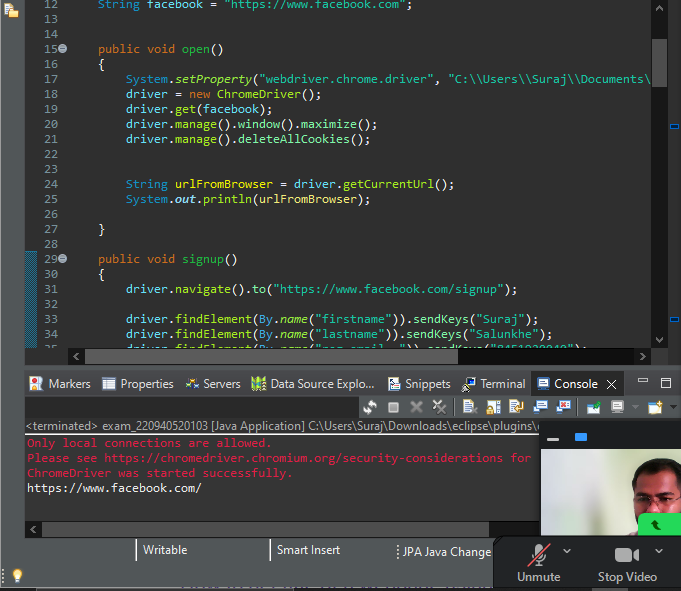 12 String facebook = "https://www.facebook.com";
13
14
15 public void open()
16 {
17 System.setProperty("webdriver.chrome.driver", "C:\\Users\\Suraj\\Documents\
18 driver = new ChromeDriver();
19 driver.get(facebook);
20 driver.manage().window().maximize();
21 driver.manage().deleteAllCookies();
22
23
24 String urlFromBrowser = driver.getCurrentUrl();
25 System.out.println(urlFromBrowser);
26
27 }
28
29 public void signup()
30 {
31 driver.navigate().to("https://www.facebook.com/signup");
32
33 driver.findElement(By.name("firstname")).sendKeys("Suraj");
34 driver.findElement(By.name("lastname")).sendKeys("Salunkhe");
Markers Properties Servers Data Source Explo... Snippets Terminal Console
<terminated> exam_220940520103 [Java Application] C:\Users\Suraj\Downloads\eclipse\plugins\
Only local connections are allowed.
Please see https://chromedriver.chromium.org/security-considerations for
ChromeDriver was started successfully.
https://www.facebook.com/
Writable Smart Insert JPA Java Change
Unmute Stop Video